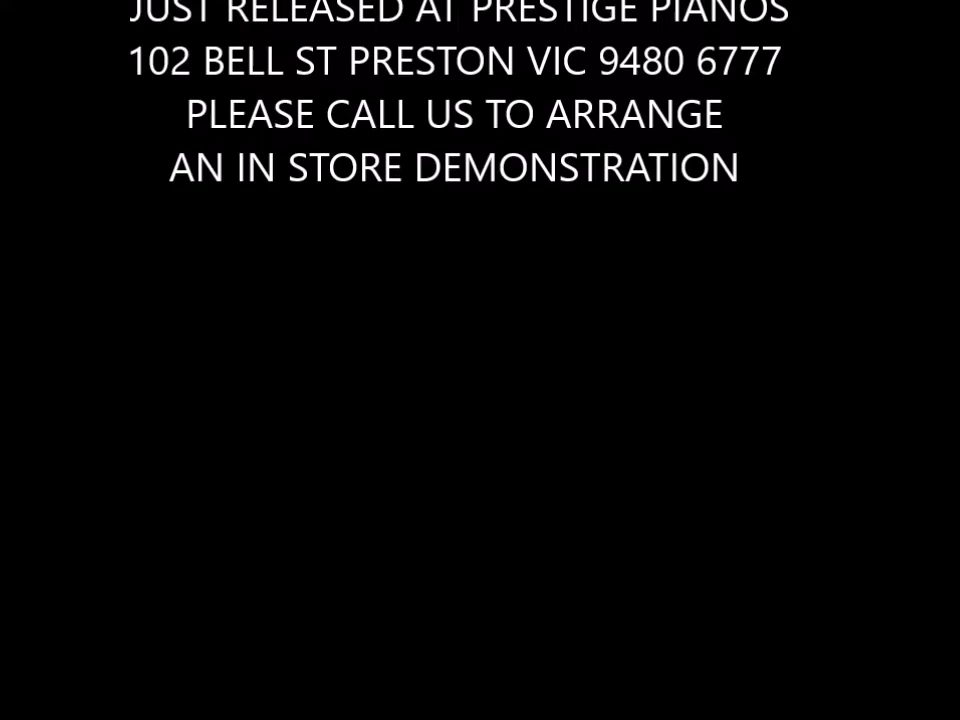 JUST RELEASED AT PRESTIGE PIANOS
102 BELL ST PRESTON VIC 9480 6777
PLEASE CALL US TO ARRANGE
AN IN STORE DEMONSTRATION